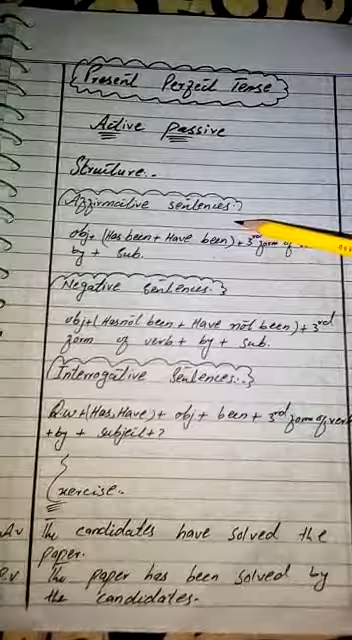 Present Perfect Tense
Active Passive
Structure..
Affirmative sentences.
obj+ (Has been + Have been) + 3rd form of
by + sub.
Negative sentences.
obj+(Has not been + Have not been) + 3rd
form of verb + by + sub.
Interrogative Sentences..
Q.w+(Has, Have) + obj + been + 3rd form of verb
+by + subject+?
Exercise..
A.v The candidates have solved the
paper.
P.v The paper has been solved by
the candidates.